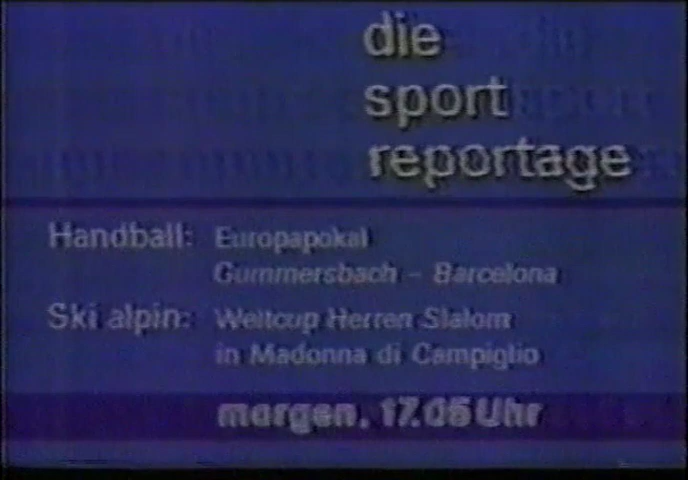 die
sport
reportage
Handball: Europapokal
Gummersbach – Barcelona
Ski alpin: Weltcup Herren Slalom
in Madonna di Campiglio
morgen, 17.05 Uhr